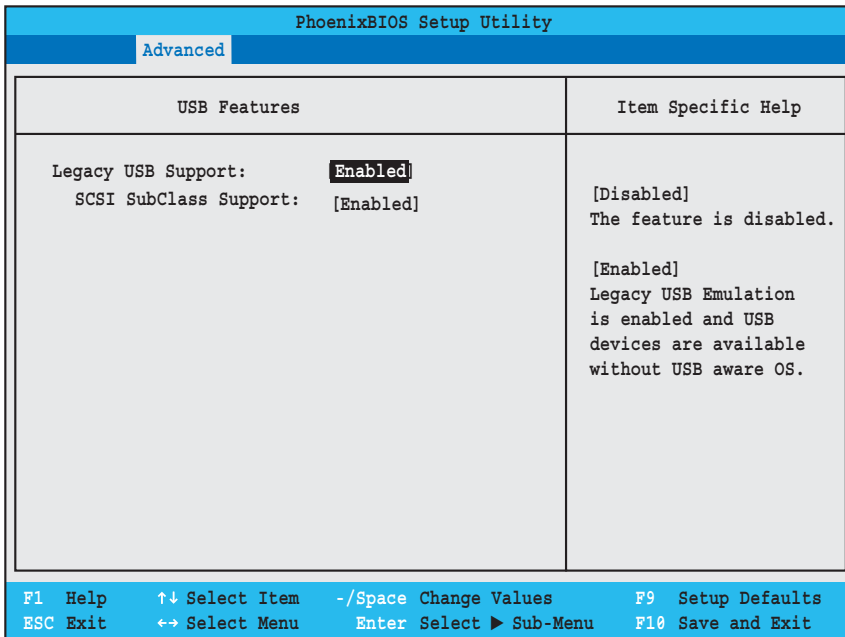 PhoenixBIOS Setup Utility
Advanced
USB Features
Legacy USB Support: [Enabled]
SCSI SubClass Support: [Enabled]
Item Specific Help
[Disabled]
The feature is disabled.
[Enabled]
Legacy USB Emulation
is enabled and USB
devices are available
without USB aware OS.
F1 Help ↑↓ Select Item -/Space Change Values F9 Setup Defaults
ESC Exit ←→ Select Menu Enter Select ▶ Sub-Menu F10 Save and Exit